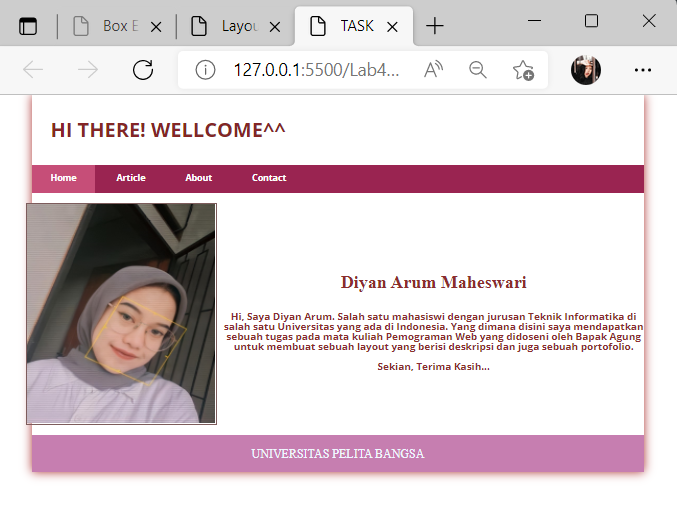 Box E
Layou
TASK
127.0.0.1:5500/Lab4...
HI THERE! WELLCOME^^
Home Article About Contact
Diyan Arum Maheswari
Hi, Saya Diyan Arum. Salah satu mahasiswi dengan jurusan Teknik Informatika di
salah satu Universitas yang ada di Indonesia. Yang dimana disini saya mendapatkan
sebuah tugas pada mata kuliah Pemograman Web yang didoseni oleh Bapak Agung
untuk membuat sebuah layout yang berisi deskripsi dan juga sebuah portofolio.
Sekian, Terima Kasih...
UNIVERSITAS PELITA BANGSA